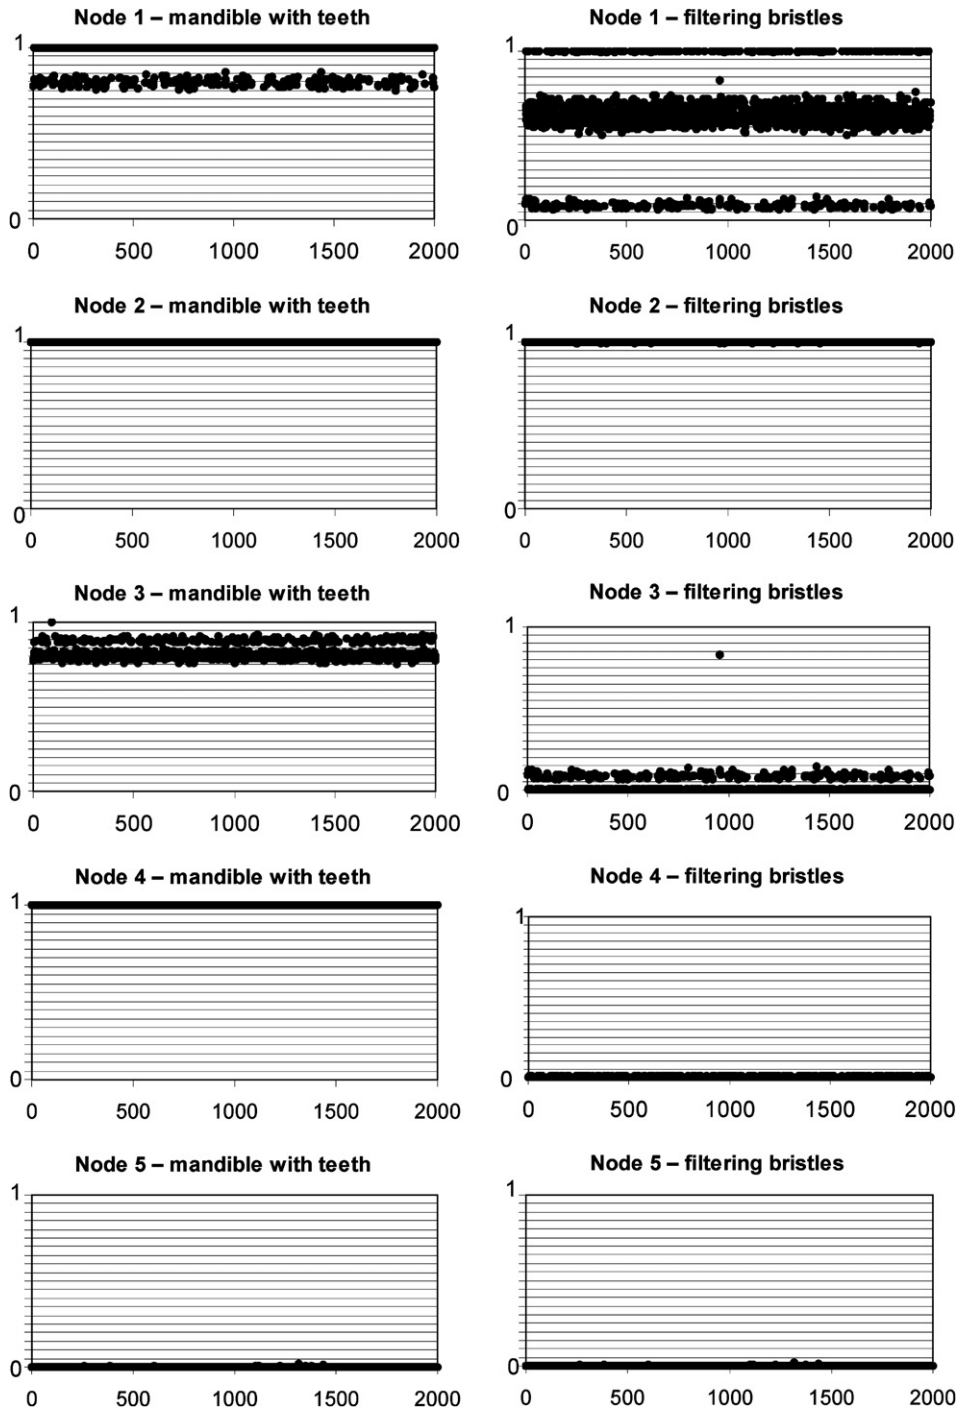 Node 1 – mandible with teeth
1
0
0 500 1000 1500 2000
Node 1 – filtering bristles
1
0
0 500 1000 1500 2000
Node 2 – mandible with teeth
1
0
0 500 1000 1500 2000
Node 2 – filtering bristles
1
0
0 500 1000 1500 2000
Node 3 – mandible with teeth
1
0
0 500 1000 1500 2000
Node 3 – filtering bristles
1
0
0 500 1000 1500 2000
Node 4 – mandible with teeth
1
0
0 500 1000 1500 2000
Node 4 – filtering bristles
1
0
0 500 1000 1500 2000
Node 5 – mandible with teeth
1
0
0 500 1000 1500 2000
Node 5 – filtering bristles
1
0
0 500 1000 1500 2000